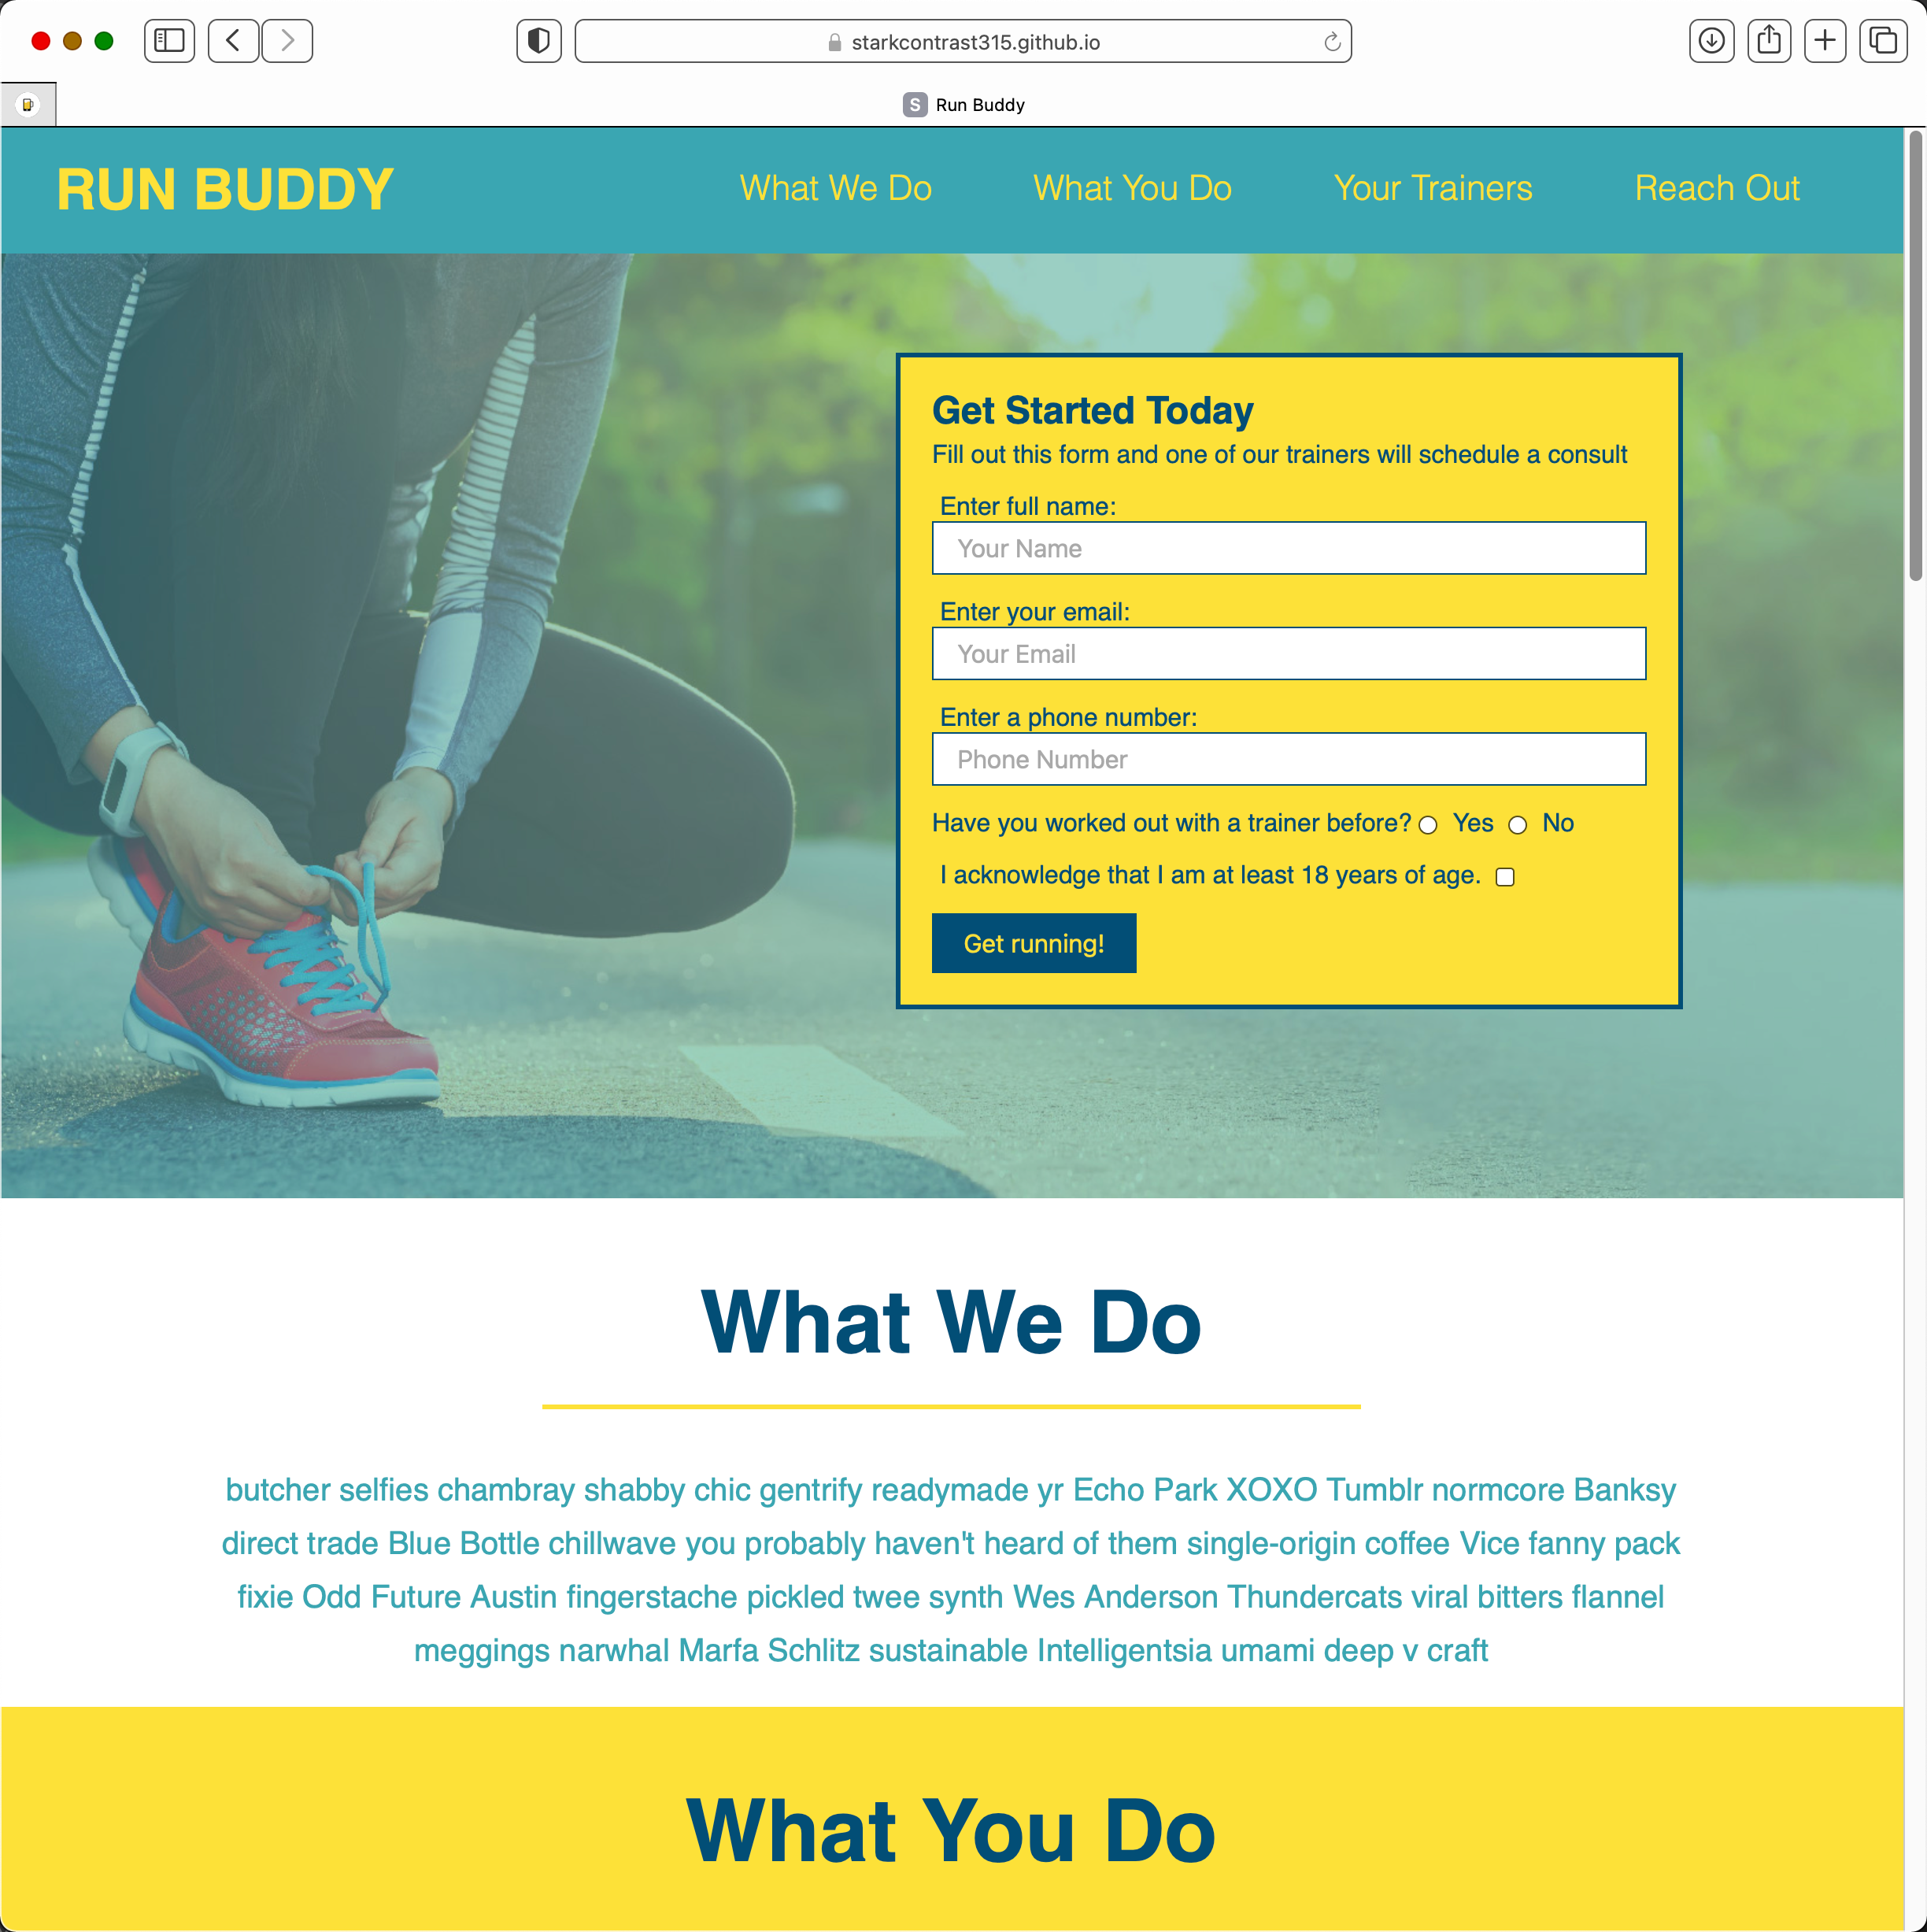 starkcontrast315.github.io
S Run Buddy
RUN BUDDY What We Do What You Do Your Trainers Reach Out
Get Started Today
Fill out this form and one of our trainers will schedule a consult
Enter full name:
Your Name
Enter your email:
Your Email
Enter a phone number:
Phone Number
Have you worked out with a trainer before? Yes No
I acknowledge that I am at least 18 years of age.
Get running!
What We Do
butcher selfies chambray shabby chic gentrify readymade yr Echo Park XOXO Tumblr normcore Banksy
direct trade Blue Bottle chillwave you probably haven't heard of them single-origin coffee Vice fanny pack
fixie Odd Future Austin fingerstache pickled twee synth Wes Anderson Thundercats viral bitters flannel
meggings narwhal Marfa Schlitz sustainable Intelligentsia umami deep v craft
What You Do